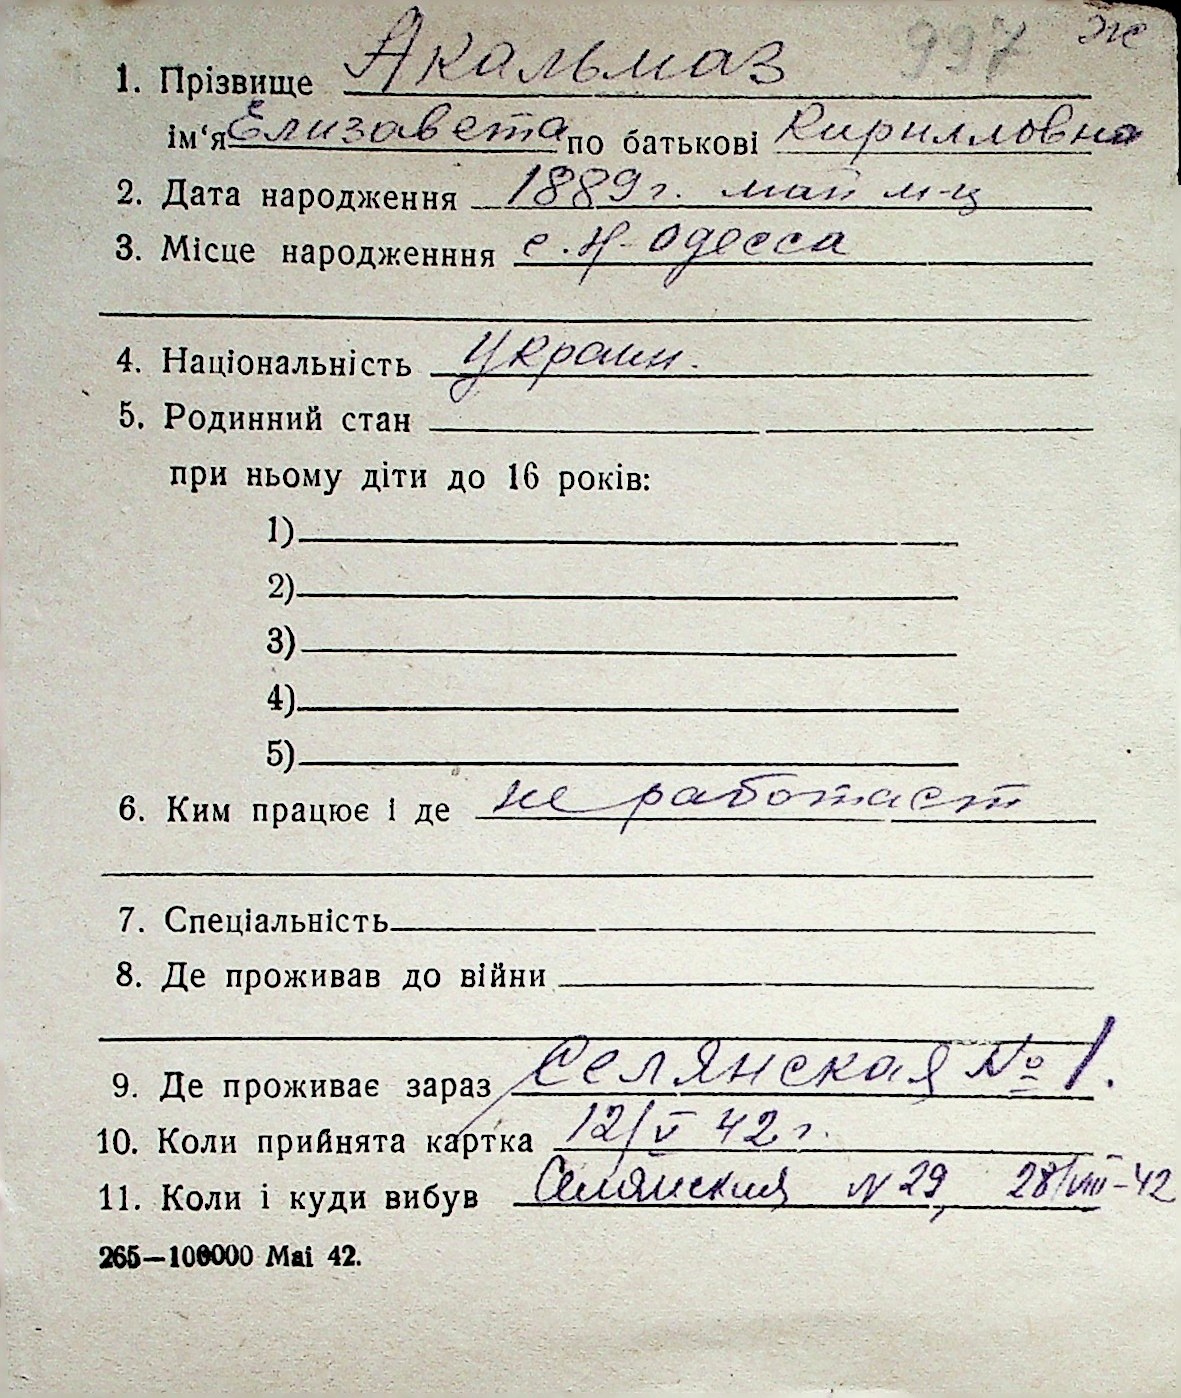 997 ж
1. Прізвище Акальмаз
ім‘я Елизавета по батькові Кирилловна
2. Дата народження 1889 г. май м-ц
3. Місце народженння с. Н-Одесса
4. Національність Украин.
5. Родинний стан
при ньому діти до 16 років:
1)
2)
3)
4)
5)
6. Ким працює і де не работает
7. Спеціальність
8. Де проживав до війни
9. Де проживає зараз Селянская № 1.
10. Коли прийнята картка 12/V 42 г.
11. Коли і куди вибув Селянская N 29, 28/VIII-42
265—100000 Маі 42.